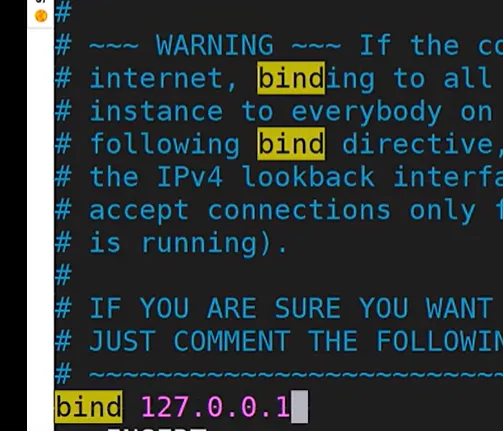 #
# ~~~ WARNING ~~~ If the co
# internet, binding to all
# instance to everybody on
# following bind directive,
# the IPv4 lookback interfa
# accept connections only f
# is running).
#
# IF YOU ARE SURE YOU WANT
# JUST COMMENT THE FOLLOWIN
# ~~~~~~~~~~~~~~~~~~~~~~~~~
bind 127.0.0.1
INSERT